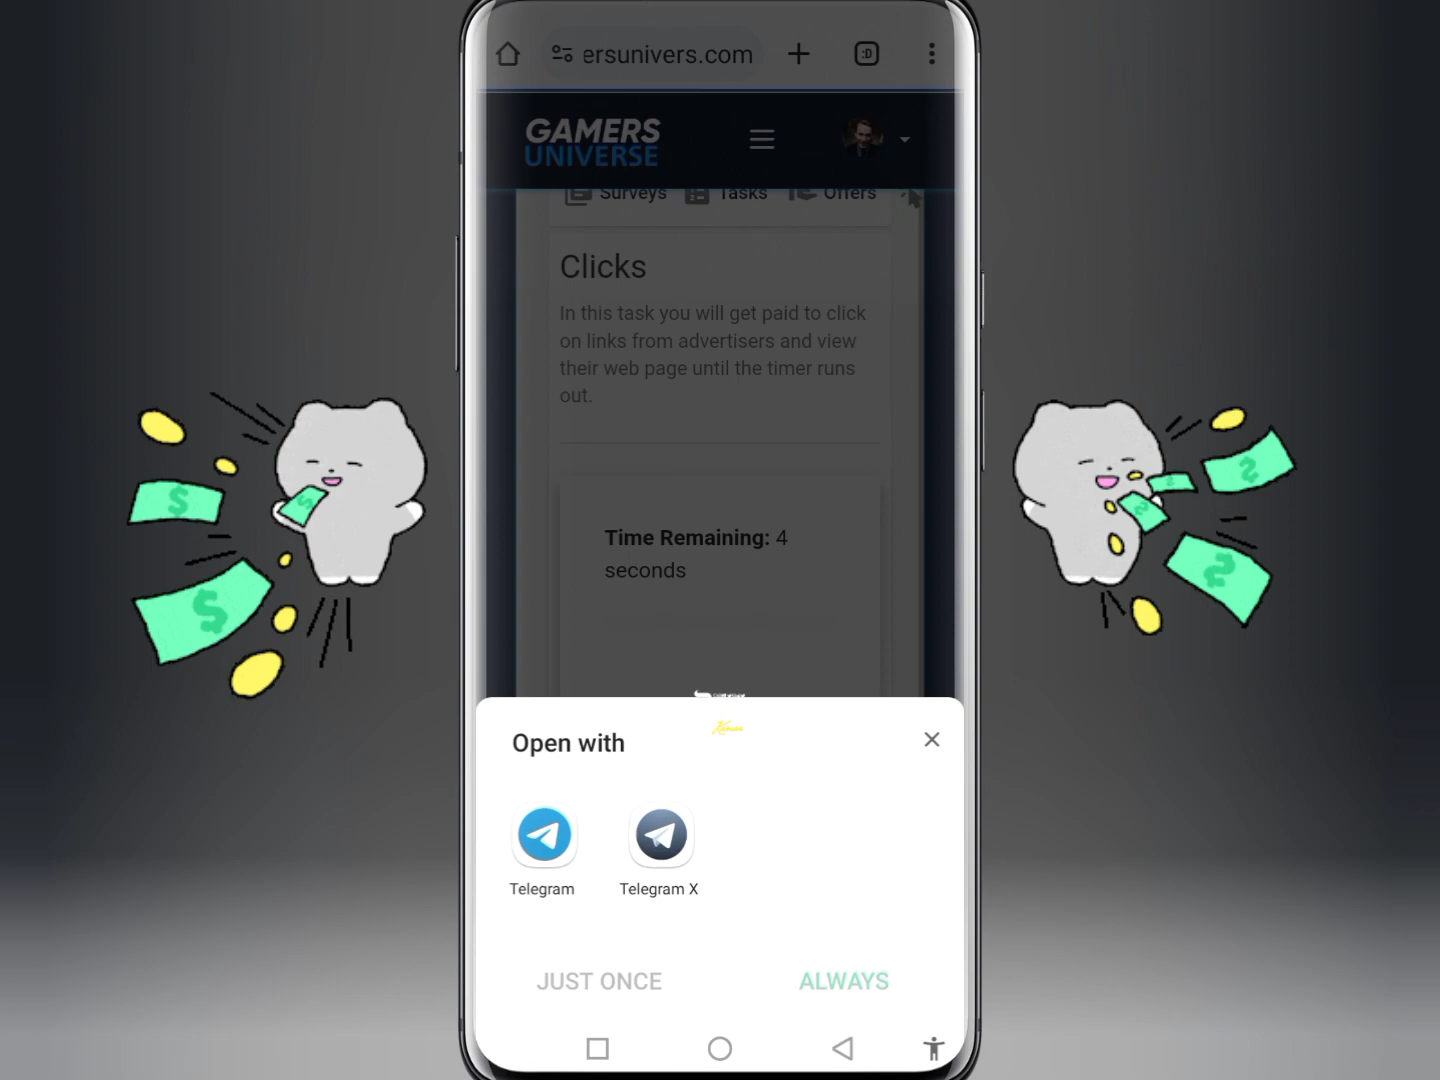 ersunivers.com
:D
GAMERS
UNIVERSE
Surveys Tasks Offers
Clicks
In this task you will get paid to click
on links from advertisers and view
their web page until the timer runs
out.
Time Remaining: 4
seconds
Open with
Telegram Telegram X
JUST ONCE ALWAYS
$
$
$